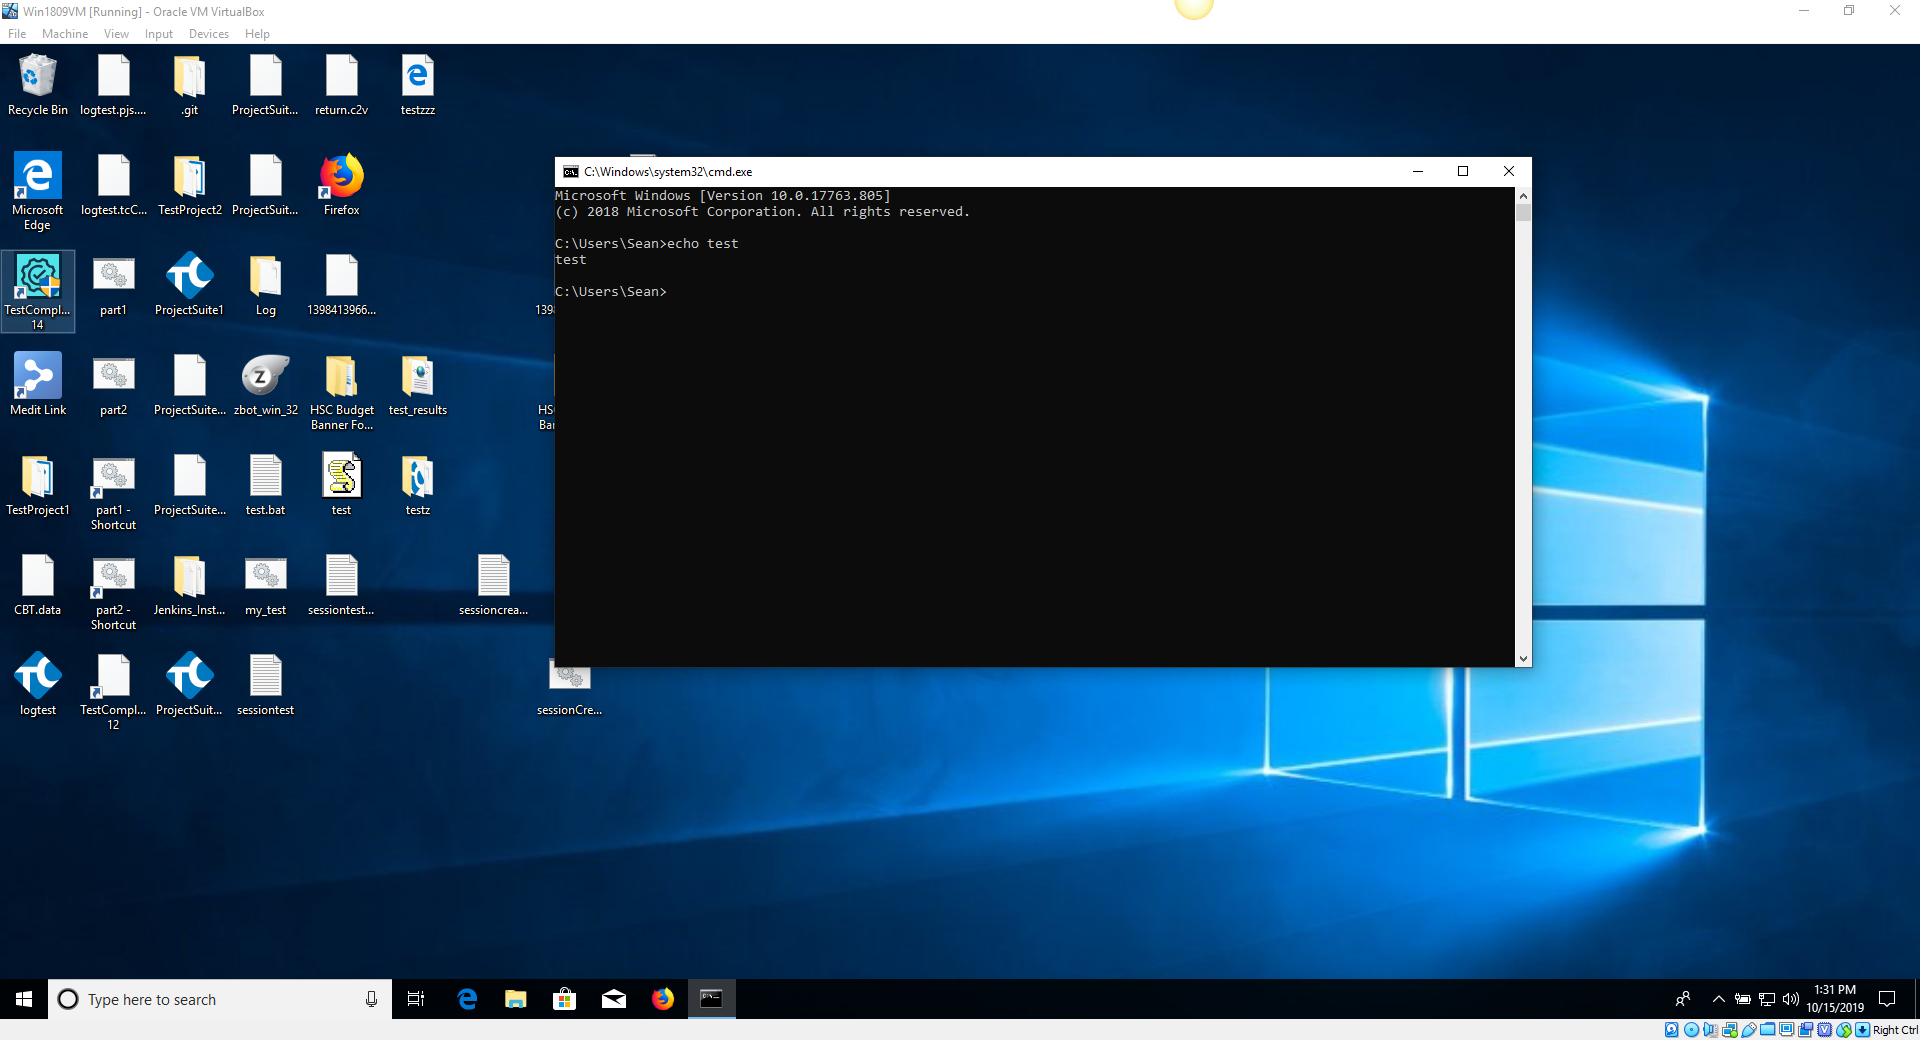 Win1809VM [Running] - Oracle VM VirtualBox
File Machine View Input Devices Help
Recycle Bin
logtest.pjs....
.git
ProjectSuit...
return.c2v
testzzz
Microsoft
Edge
logtest.tcC...
TestProject2
ProjectSuit...
Firefox
TestCompl...
14
part1
ProjectSuite1
Log
1398413966...
139
Medit Link
part2
ProjectSuite...
zbot_win_32
HSC Budget
Banner Fo...
test_results
HS
Ba
TestProject1
part1 -
Shortcut
ProjectSuite...
test.bat
test
testz
CBT.data
part2 -
Shortcut
Jenkins_Inst...
my_test
sessiontest...
sessioncrea...
logtest
TestCompl...
12
ProjectSuit...
sessiontest
sessionCre...
C:\Windows\system32\cmd.exe
Microsoft Windows [Version 10.0.17763.805]
(c) 2018 Microsoft Corporation. All rights reserved.
C:\Users\Sean>echo test
test
C:\Users\Sean>
Type here to search
1:31 PM
10/15/2019
Right Ctrl